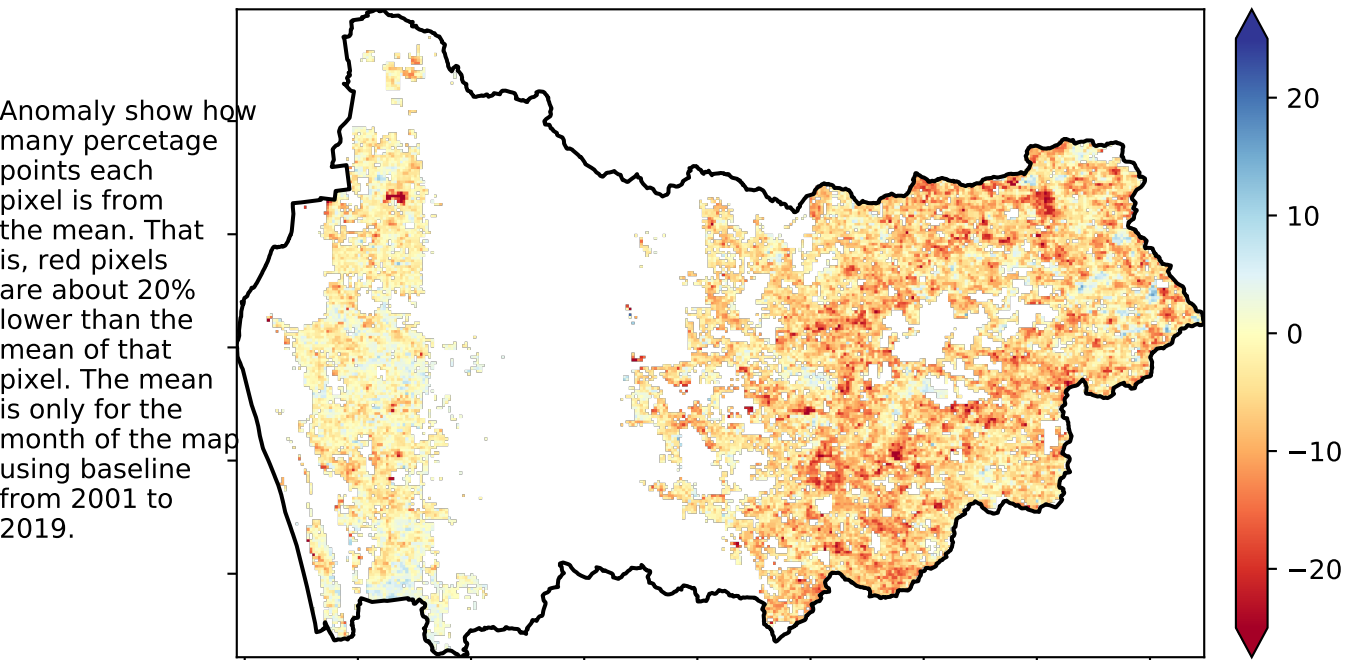 Anomaly show how
many percetage
points each
pixel is from
the mean. That
is, red pixels
are about 20%
lower than the
mean of that
pixel. The mean
is only for the
month of the map
using baseline
from 2001 to
2019.
20
10
0
−10
−20